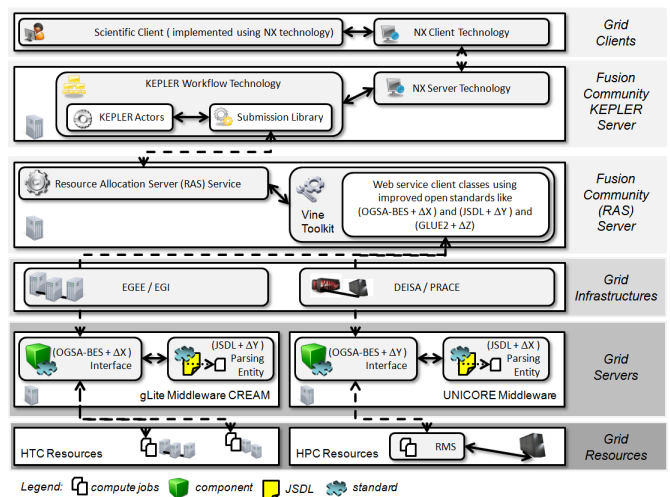 Scientific Client ( implemented using NX technology)
NX Client Technology
Grid
Clients
KEPLER Workflow Technology
KEPLER Actors
Submission Library
NX Server Technology
Fusion
Community
KEPLER
Server
Resource Allocation Server (RAS) Service
Vine
Toolkit
Web service client classes using
improved open standards like
(OGSA-BES + ΔX ) and (JSDL + ΔY ) and
(GLUE2 + ΔZ)
Fusion
Community
(RAS)
Server
EGEE / EGI
DEISA / PRACE
Grid
Infrastructures
(OGSA-BES + ΔX )
Interface
(JSDL + ΔY )
Parsing
Entity
gLite Middleware CREAM
(OGSA-BES + ΔY )
Interface
(JSDL + ΔX )
Parsing
Entity
UNICORE Middleware
Grid
Servers
HTC Resources
HPC Resources
RMS
Grid
Resources
Legend:
compute jobs
component
JSDL
standard